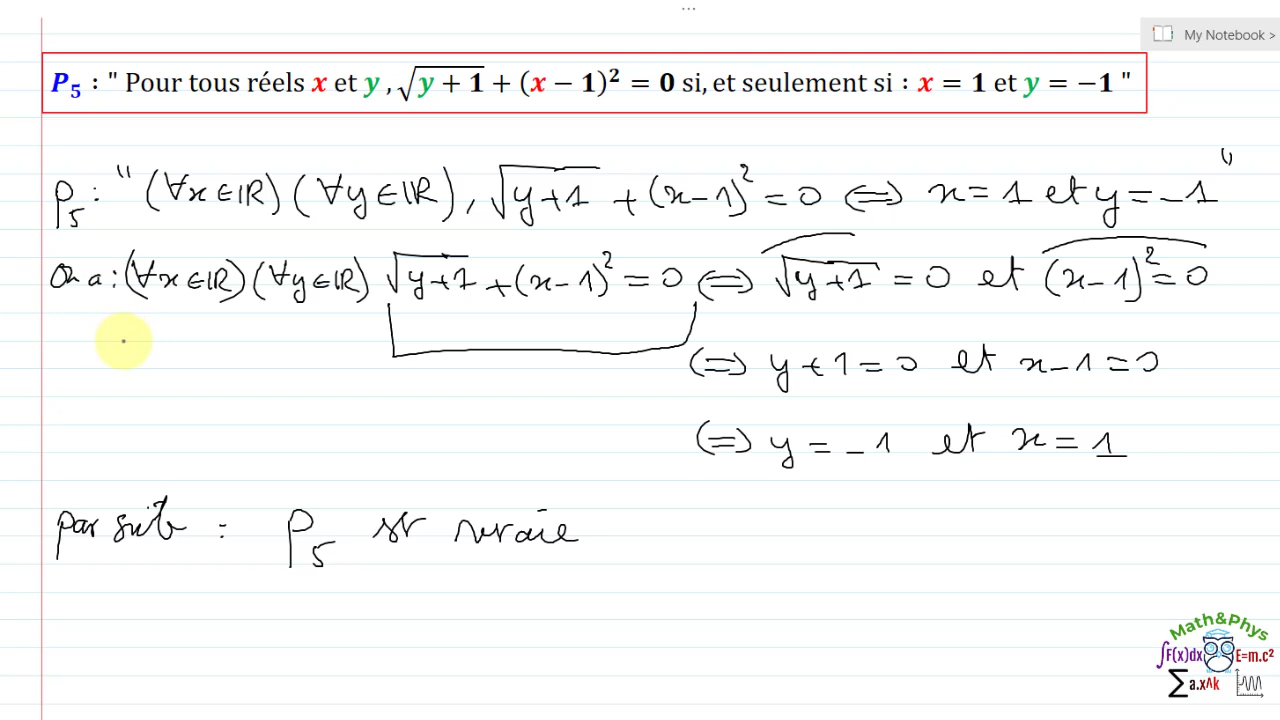 My Notebook >
P₅ : " Pour tous réels x et y , √(y + 1) + (x − 1)² = 0 si, et seulement si : x = 1 et y = −1 "
P₅ : " (∀x∈ℝ) (∀y∈ℝ), √(y+1) + (x−1)² = 0 ⟺ x = 1 et y = −1 "
On a : (∀x∈ℝ) (∀y∈ℝ) √(y+1) + (x−1)² = 0 ⟺ √(y+1) = 0 et (x−1)² = 0
⟺ y + 1 = 0 et x−1 = 0
⟺ y = −1 et x = 1
par suite : P₅ est vraie
Math&Phys
∫F(x)dx E=m.c²
∑ a.x^k